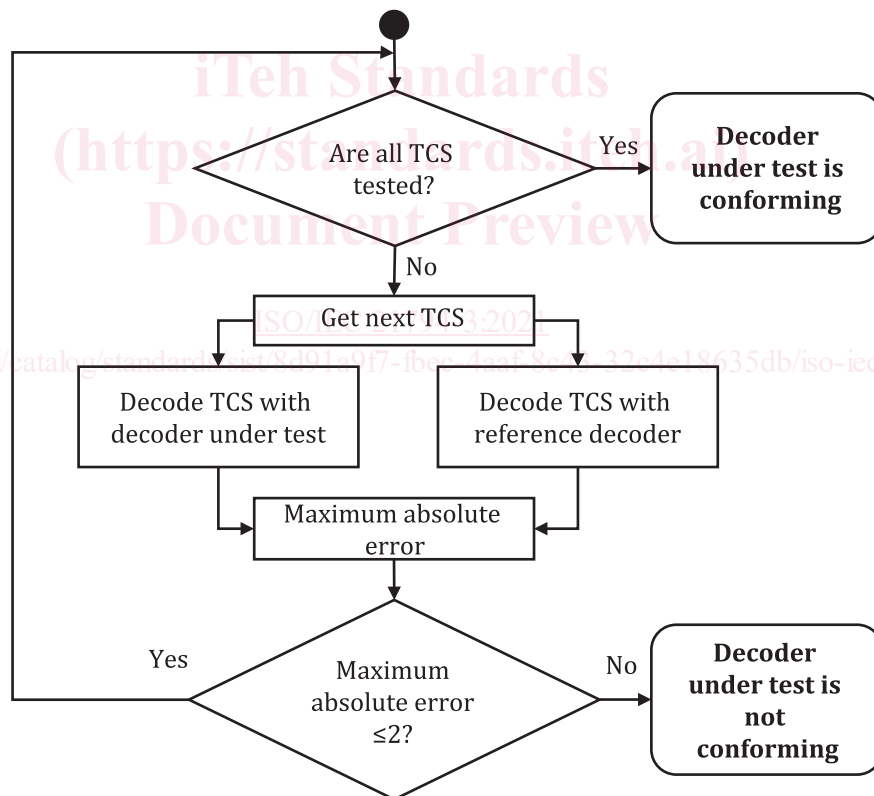 iTeh Standards
(https://standards.iteh.ai)
Document Preview
Are all TCS
tested?
Yes
Decoder
under test is
conforming
No
Get next TCS
Decode TCS with
decoder under test
Decode TCS with
reference decoder
Maximum absolute
error
Yes
Maximum
absolute error
≤2?
No
Decoder
under test is
not
conforming